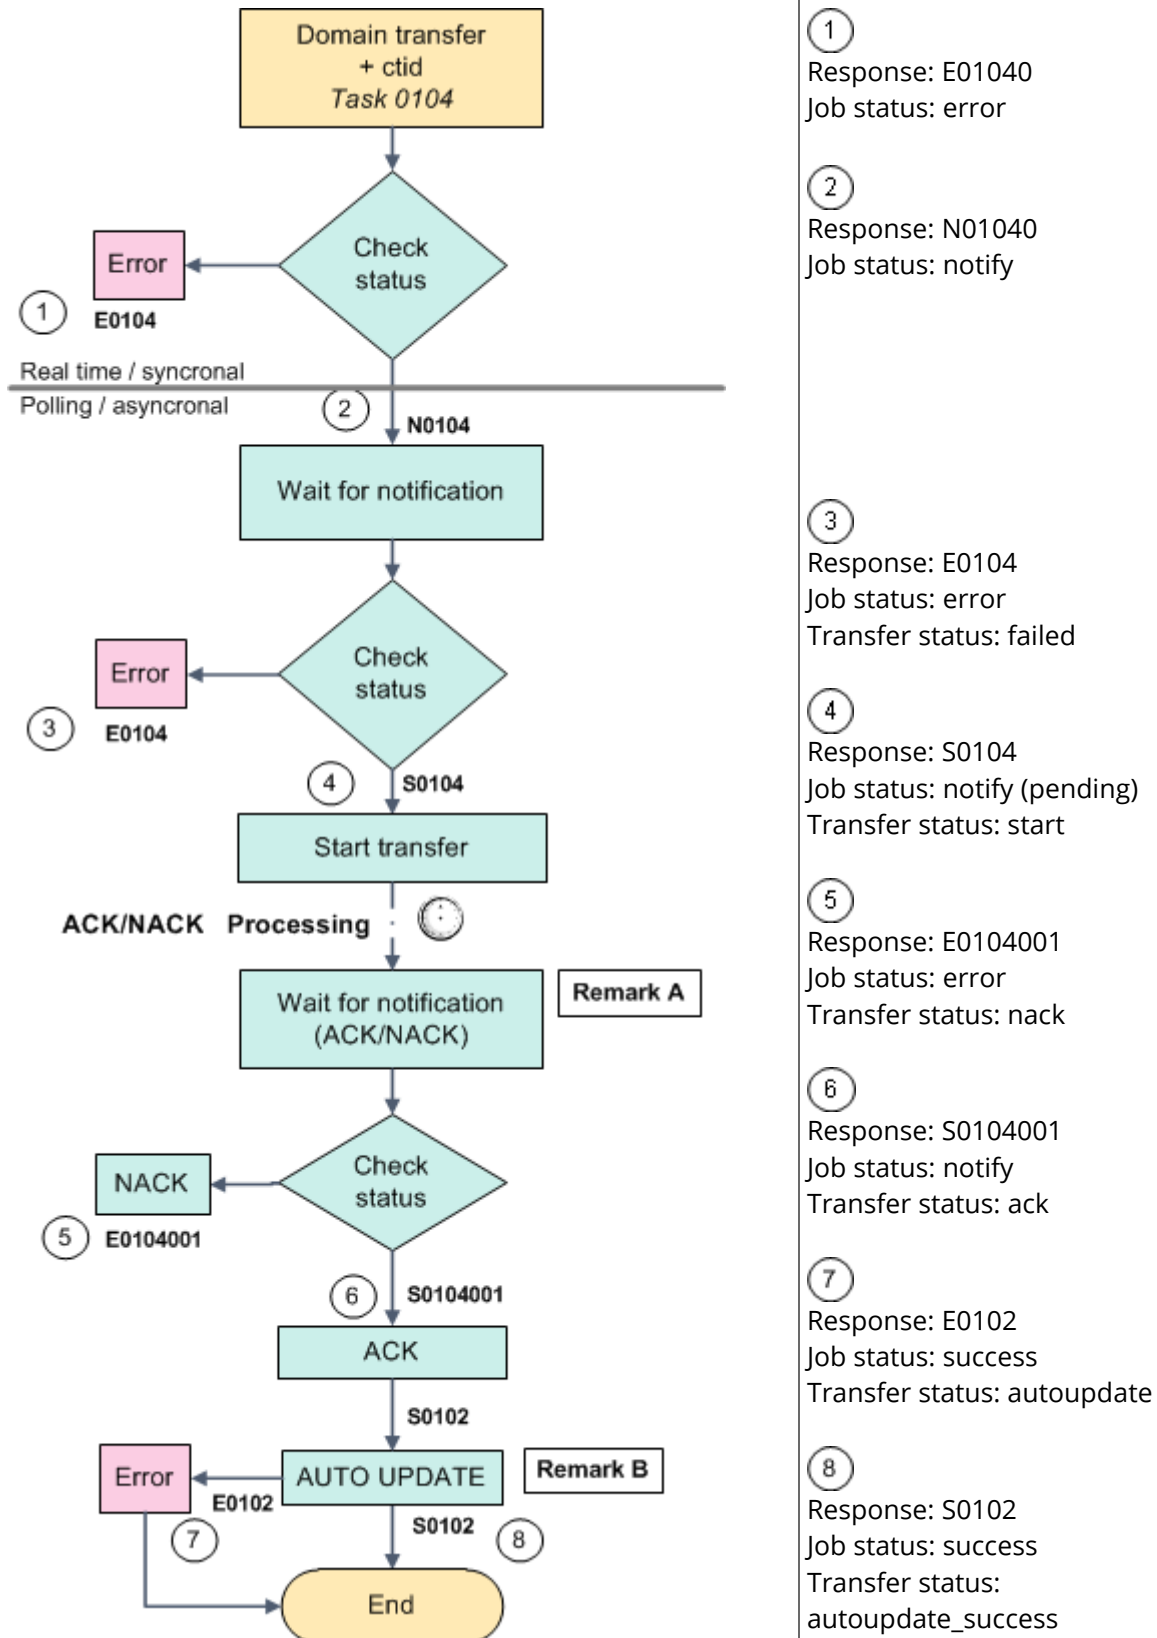 Domain transfer
+ ctid
Task 0104
Check
status
Error
1
E0104
Real time / syncronal
Polling / asyncronal
2
N0104
Wait for notification
Check
status
Error
3
E0104
4
S0104
Start transfer
ACK/NACK Processing
Wait for notification
(ACK/NACK)
Remark A
Check
status
NACK
5
E0104001
6
S0104001
ACK
S0102
AUTO UPDATE
Remark B
Error
E0102
7
S0102
8
End
1
Response: E01040
Job status: error
2
Response: N01040
Job status: notify
3
Response: E0104
Job status: error
Transfer status: failed
4
Response: S0104
Job status: notify (pending)
Transfer status: start
5
Response: E0104001
Job status: error
Transfer status: nack
6
Response: S0104001
Job status: notify
Transfer status: ack
7
Response: E0102
Job status: success
Transfer status: autoupdate
8
Response: S0102
Job status: success
Transfer status:
autoupdate_success